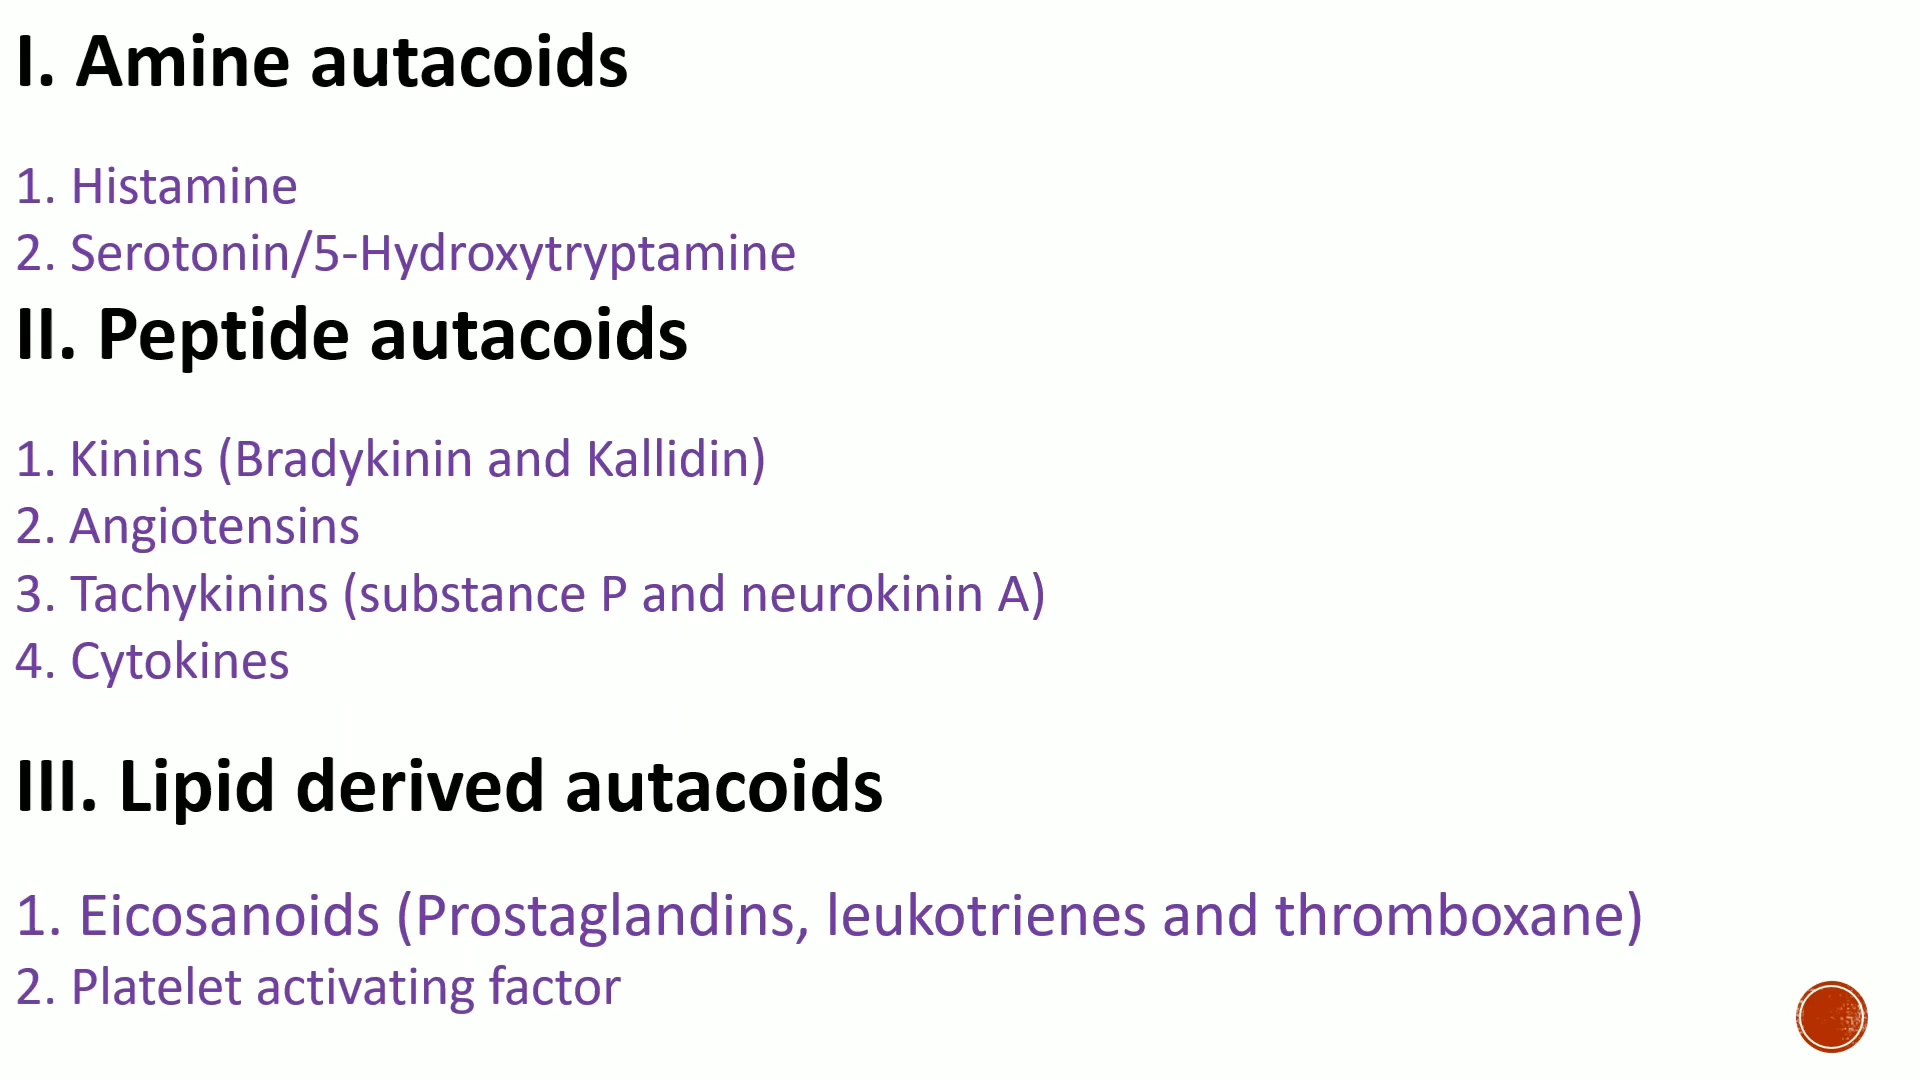 I. Amine autacoids
1. Histamine
2. Serotonin/5-Hydroxytryptamine
II. Peptide autacoids
1. Kinins (Bradykinin and Kallidin)
2. Angiotensins
3. Tachykinins (substance P and neurokinin A)
4. Cytokines
III. Lipid derived autacoids
1. Eicosanoids (Prostaglandins, leukotrienes and thromboxane)
2. Platelet activating factor